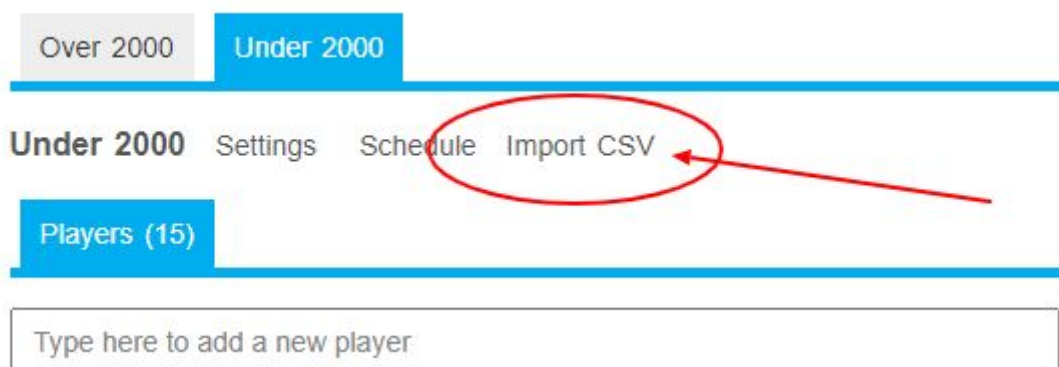 Over 2000 Under 2000
Under 2000 Settings Schedule Import CSV
Players (15)
Type here to add a new player